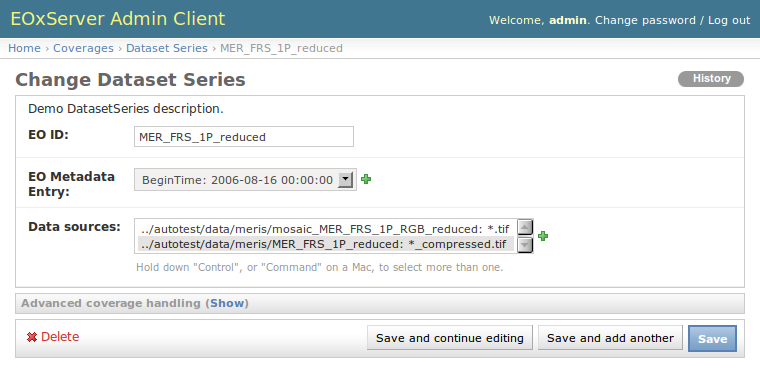 EOxServer Admin Client
Welcome, admin. Change password / Log out
Home › Coverages › Dataset Series › MER_FRS_1P_reduced
Change Dataset Series
History
Demo DatasetSeries description.
EO ID: MER_FRS_1P_reduced
EO Metadata Entry: BeginTime: 2006-08-16 00:00:00
Data sources: ../autotest/data/meris/mosaic_MER_FRS_1P_RGB_reduced: *.tif
../autotest/data/meris/MER_FRS_1P_reduced: *_compressed.tif
Hold down "Control", or "Command" on a Mac, to select more than one.
Advanced coverage handling (Show)
Delete
Save and continue editing
Save and add another
Save